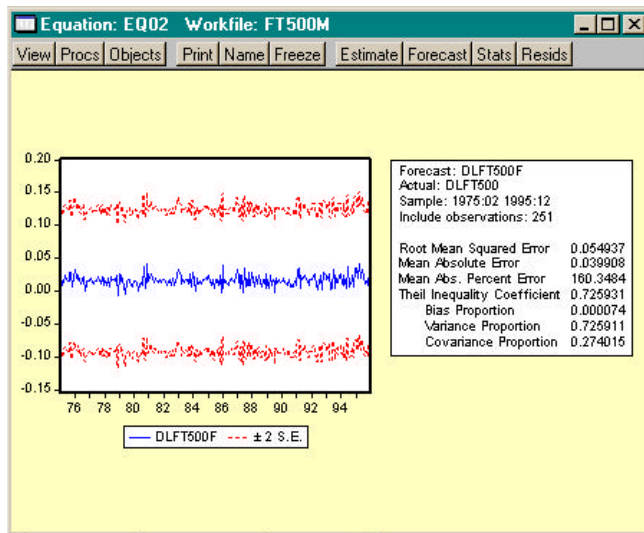 Equation: EQ02 Workfile: FT500M
View Procs Objects Print Name Freeze Estimate Forecast Stats Resids
0.20
0.15
0.10
0.05
0.00
-0.05
-0.10
-0.15
76 78 80 82 84 86 88 90 92 94
DLFT500F ± 2 S.E.
Forecast: DLFT500F
Actual: DLFT500
Sample: 1975:02 1995:12
Include observations: 251
Root Mean Squared Error 0.054937
Mean Absolute Error 0.039908
Mean Abs. Percent Error 160.3484
Theil Inequality Coefficient 0.725931
Bias Proportion 0.000074
Variance Proportion 0.725911
Covariance Proportion 0.274015